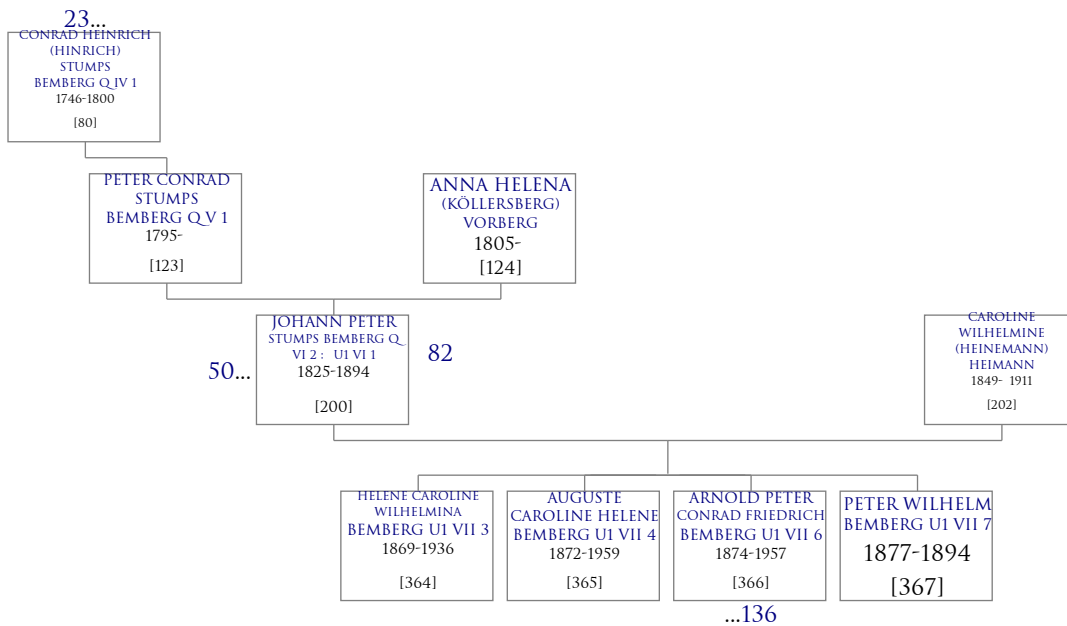 23...
CONRAD HEINRICH
(HINRICH)
STUMPS
BEMBERG Q IV 1
1746-1800
[80]
PETER CONRAD
STUMPS
BEMBERG Q V 1
1795-
[123]
ANNA HELENA
(KÖLLERSBERG)
VORBERG
1805-
[124]
50...
JOHANN PETER
STUMPS BEMBERG Q
VI 2 : U1 VI 1
1825-1894
[200]
82
CAROLINE
WILHELMINE
(HEINEMANN)
HEIMANN
1849- 1911
[202]
HELENE CAROLINE
WILHELMINA
BEMBERG U1 VII 3
1869-1936
[364]
AUGUSTE
CAROLINE HELENE
BEMBERG U1 VII 4
1872-1959
[365]
ARNOLD PETER
CONRAD FRIEDRICH
BEMBERG U1 VII 6
1874-1957
[366]
...136
PETER WILHELM
BEMBERG U1 VII 7
1877-1894
[367]